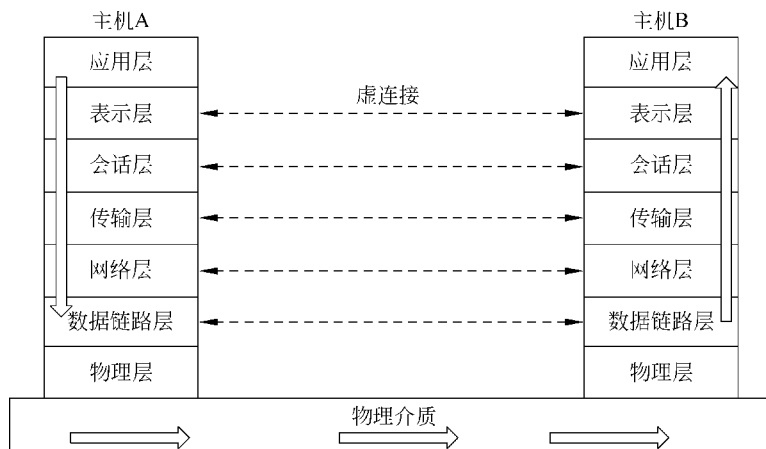 主机A
主机B
应用层
应用层
虚连接
表示层
表示层
会话层
会话层
传输层
传输层
网络层
网络层
数据链路层
数据链路层
物理层
物理层
物理介质